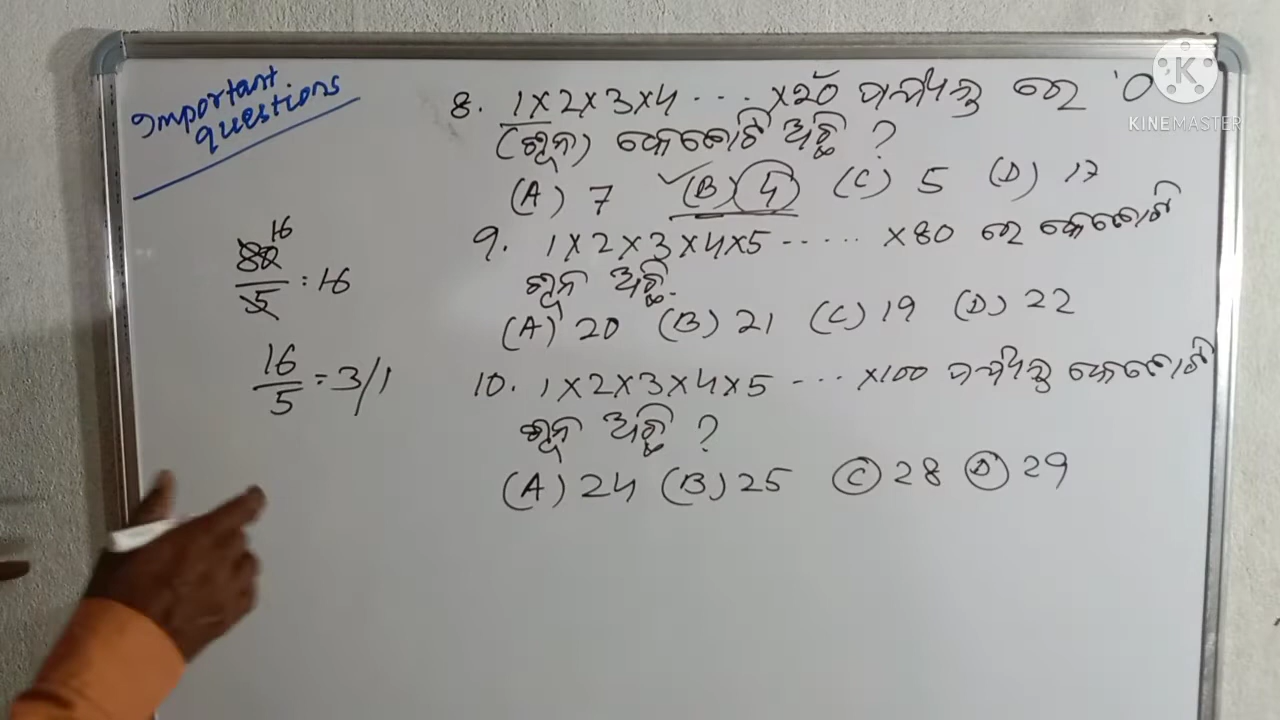 Important
questions
8. 1×2×3×4 ... ×20 ପର୍ଯ୍ୟନ୍ତ ରେ '0'
(ଶୂନ) କେତୋଟି ଅଛି ?
(A) 7 (B) 4 (C) 5 (D) 17
9. 1×2×3×4×5 ...... ×80 ରେ କେତୋଟି
ଶୂନ ଅଛି.
(A) 20 (B) 21 (C) 19 (D) 22
10. 1×2×3×4×5 ... ×100 ପର୍ଯ୍ୟନ୍ତ କେତୋଟି
ଶୂନ ଅଛି ?
(A) 24 (B) 25 (C) 28 (D) 29
16
80
5 = 16
16
5 = 3/1
K
KINEMASTER